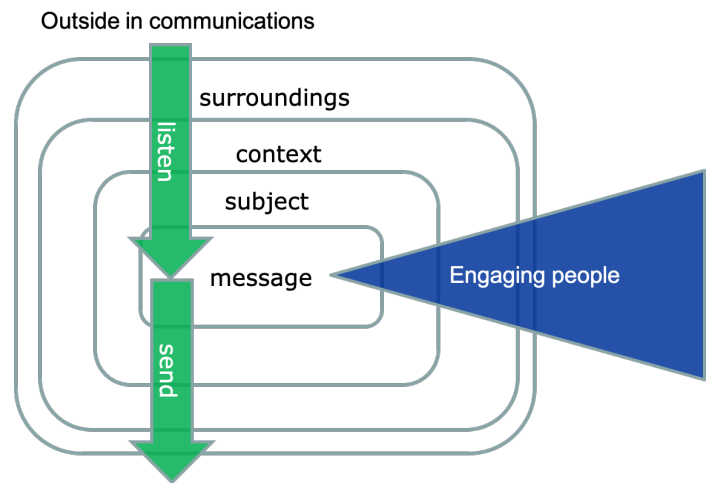 Outside in communications
surroundings
listen
context
subject
message
Engaging people
send